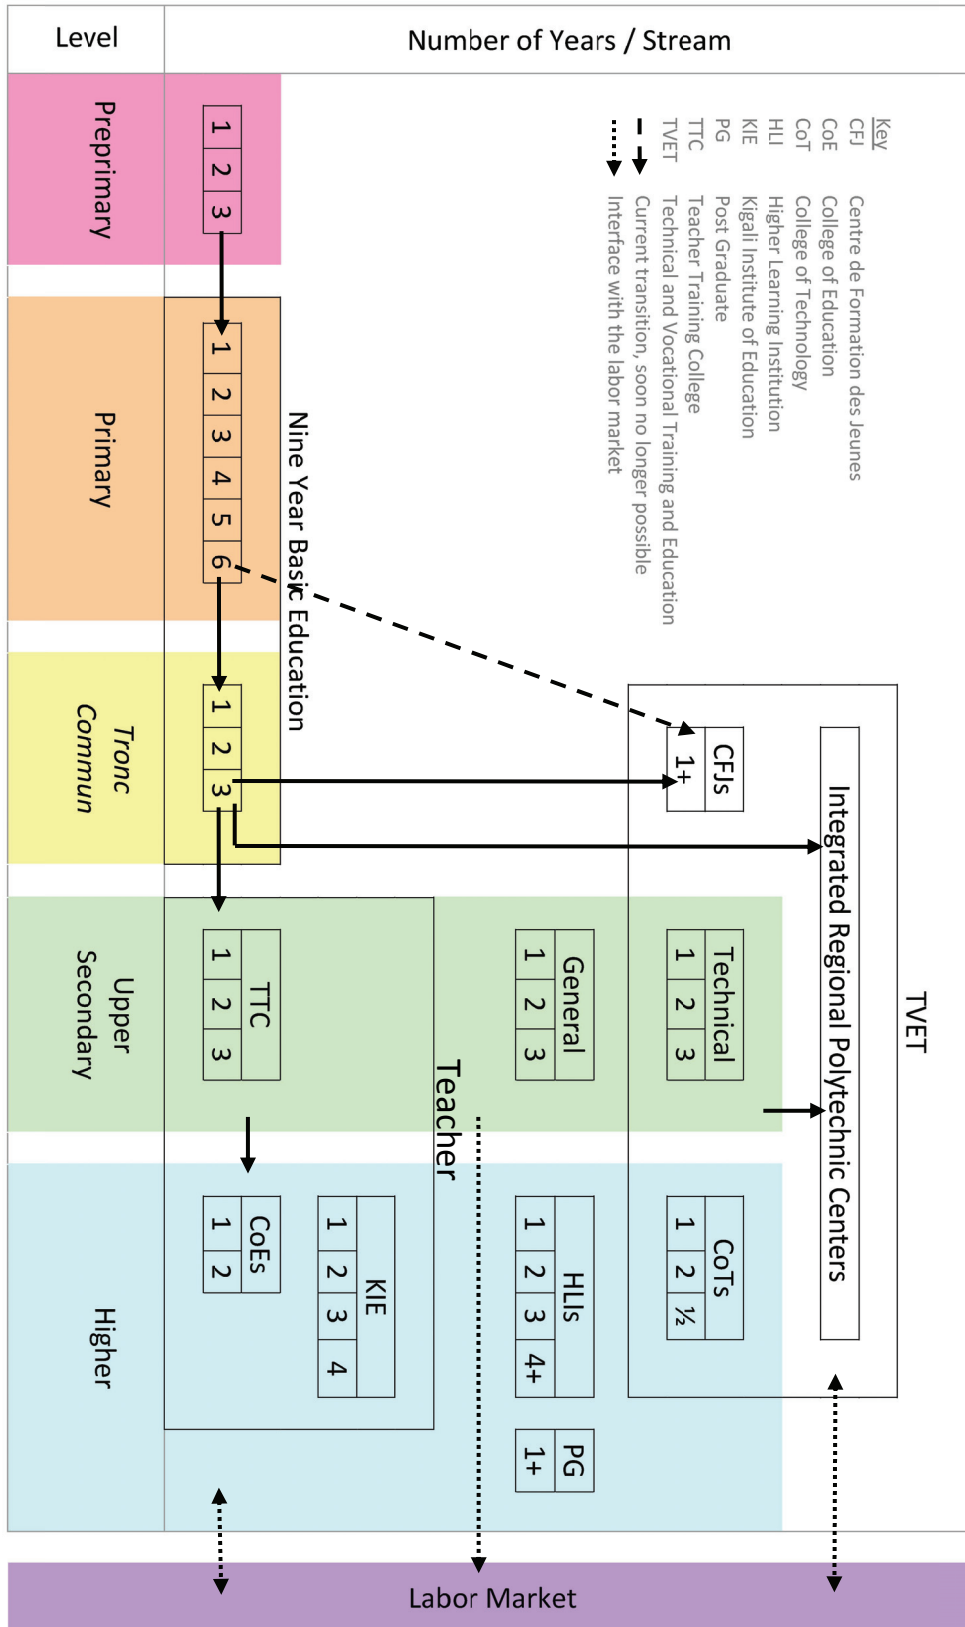 Level
Number of Years / Stream
Preprimary
1 2 3
Key
CFJ Centre de Formation des Jeunes
CoE College of Education
CoT College of Technology
HLI Higher Learning Institution
KIE Kigali Institute of Education
PG Post Graduate
TTC Teacher Training College
TVET Technical and Vocational Training and Education
Current transition, soon no longer possible
Interface with the labor market
Primary
1 2 3 4 5 6
Nine Year Basic Education
Tronc
Commun
1 2 3
TVET
Integrated Regional Polytechnic Centers
CFJs
1+
Upper
Secondary
Technical
1 2 3
General
1 2 3
TTC
1 2 3
Teacher
Higher
CoTs
1 2 ½
HLIs
1 2 3 4+
PG
1+
KIE
1 2 3 4
CoEs
1 2
Labor Market